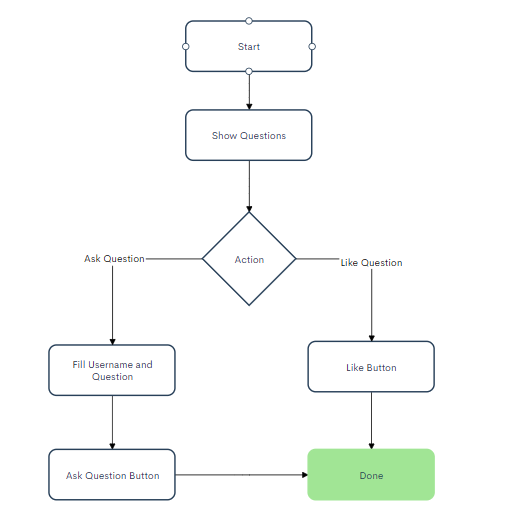 Start
Show Questions
Action
Ask Question
Like Question
Fill Username and
Question
Like Button
Ask Question Button
Done